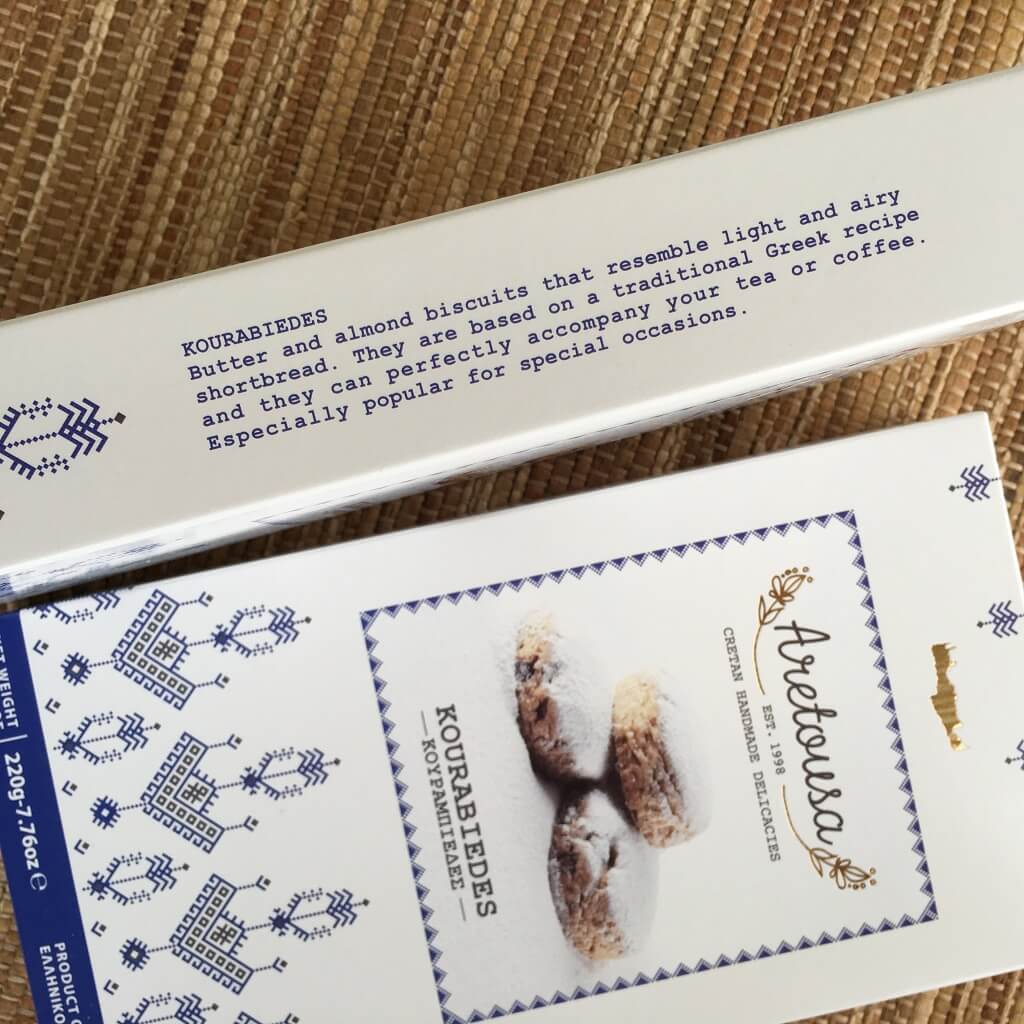 KOURABIEDES
Butter and almond biscuits that resemble light and airy
shortbread. They are based on a traditional Greek recipe
and they can perfectly accompany your tea or coffee.
Especially popular for special occasions.
Aretousa
EST. 1998
CRETAN HANDMADE DELICACIES
KOURABIEDES
—ΚΟΥΡΑΜΠΙΕΔΕΣ—
WEIGHT
220g-7.76oz ℮
PRODUCT